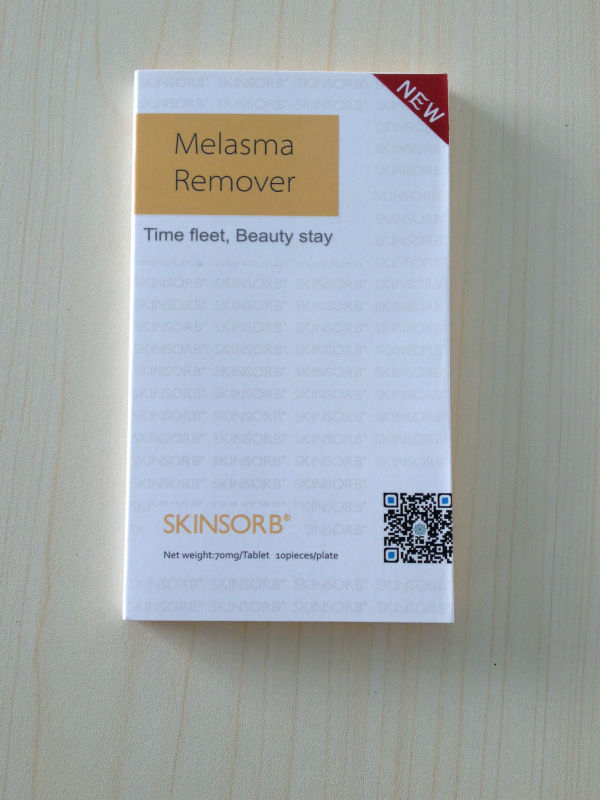 NEW
Melasma
Remover
Time fleet, Beauty stay
SKINSORB®
Net weight:70mg/Tablet 10pieces/plate